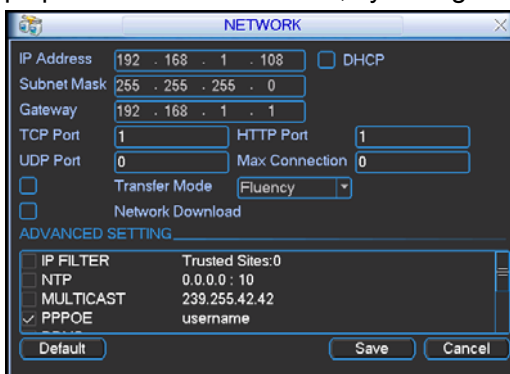 NETWORK
IP Address 192 . 168 . 1 . 108 DHCP
Subnet Mask 255 . 255 . 255 . 0
Gateway 192 . 168 . 1 . 1
TCP Port 1 HTTP Port 1
UDP Port 0 Max Connection 0
Transfer Mode Fluency
Network Download
ADVANCED SETTING
IP FILTER Trusted Sites:0
NTP 0.0.0.0 : 10
MULTICAST 239.255.42.42
PPPOE username
Default Save Cancel